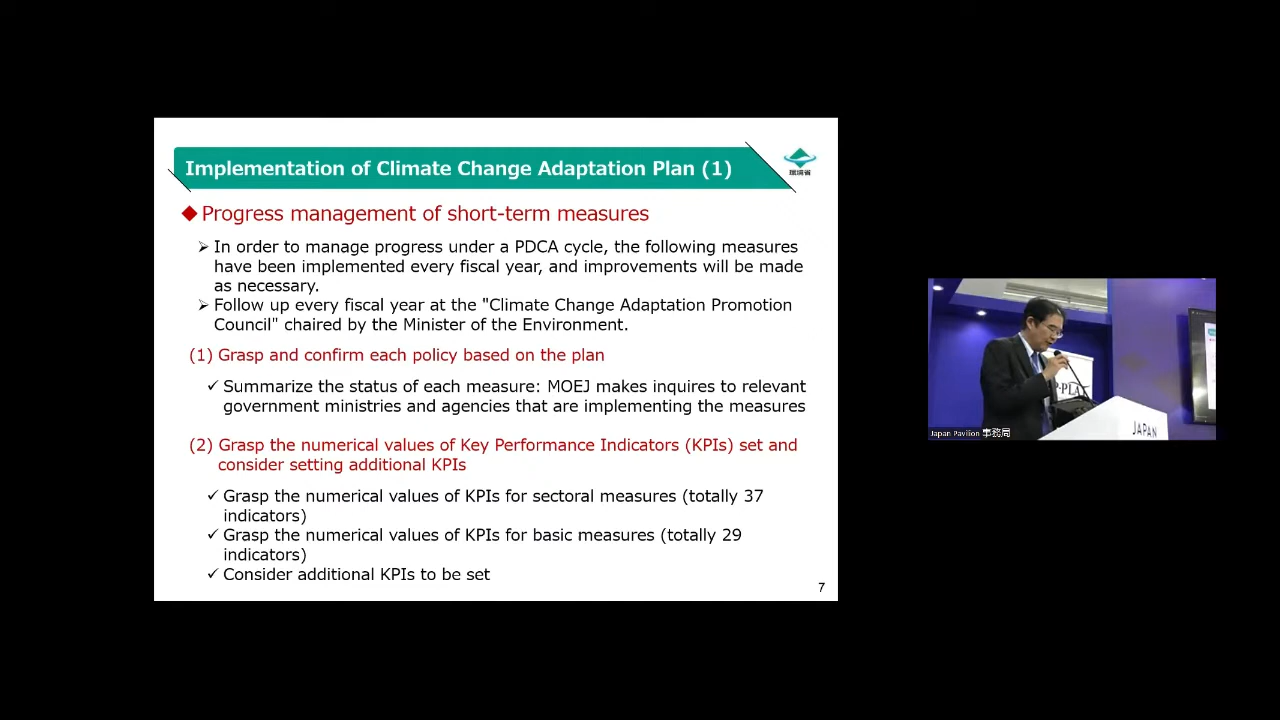 Implementation of Climate Change Adaptation Plan (1)
環境省
Progress management of short-term measures
In order to manage progress under a PDCA cycle, the following measures
have been implemented every fiscal year, and improvements will be made
as necessary.
Follow up every fiscal year at the "Climate Change Adaptation Promotion
Council" chaired by the Minister of the Environment.
(1) Grasp and confirm each policy based on the plan
✓ Summarize the status of each measure: MOEJ makes inquires to relevant
government ministries and agencies that are implementing the measures
(2) Grasp the numerical values of Key Performance Indicators (KPIs) set and
consider setting additional KPIs
✓ Grasp the numerical values of KPIs for sectoral measures (totally 37
indicators)
✓ Grasp the numerical values of KPIs for basic measures (totally 29
indicators)
✓ Consider additional KPIs to be set
7
JAPAN
Japan Pavilion 事務局